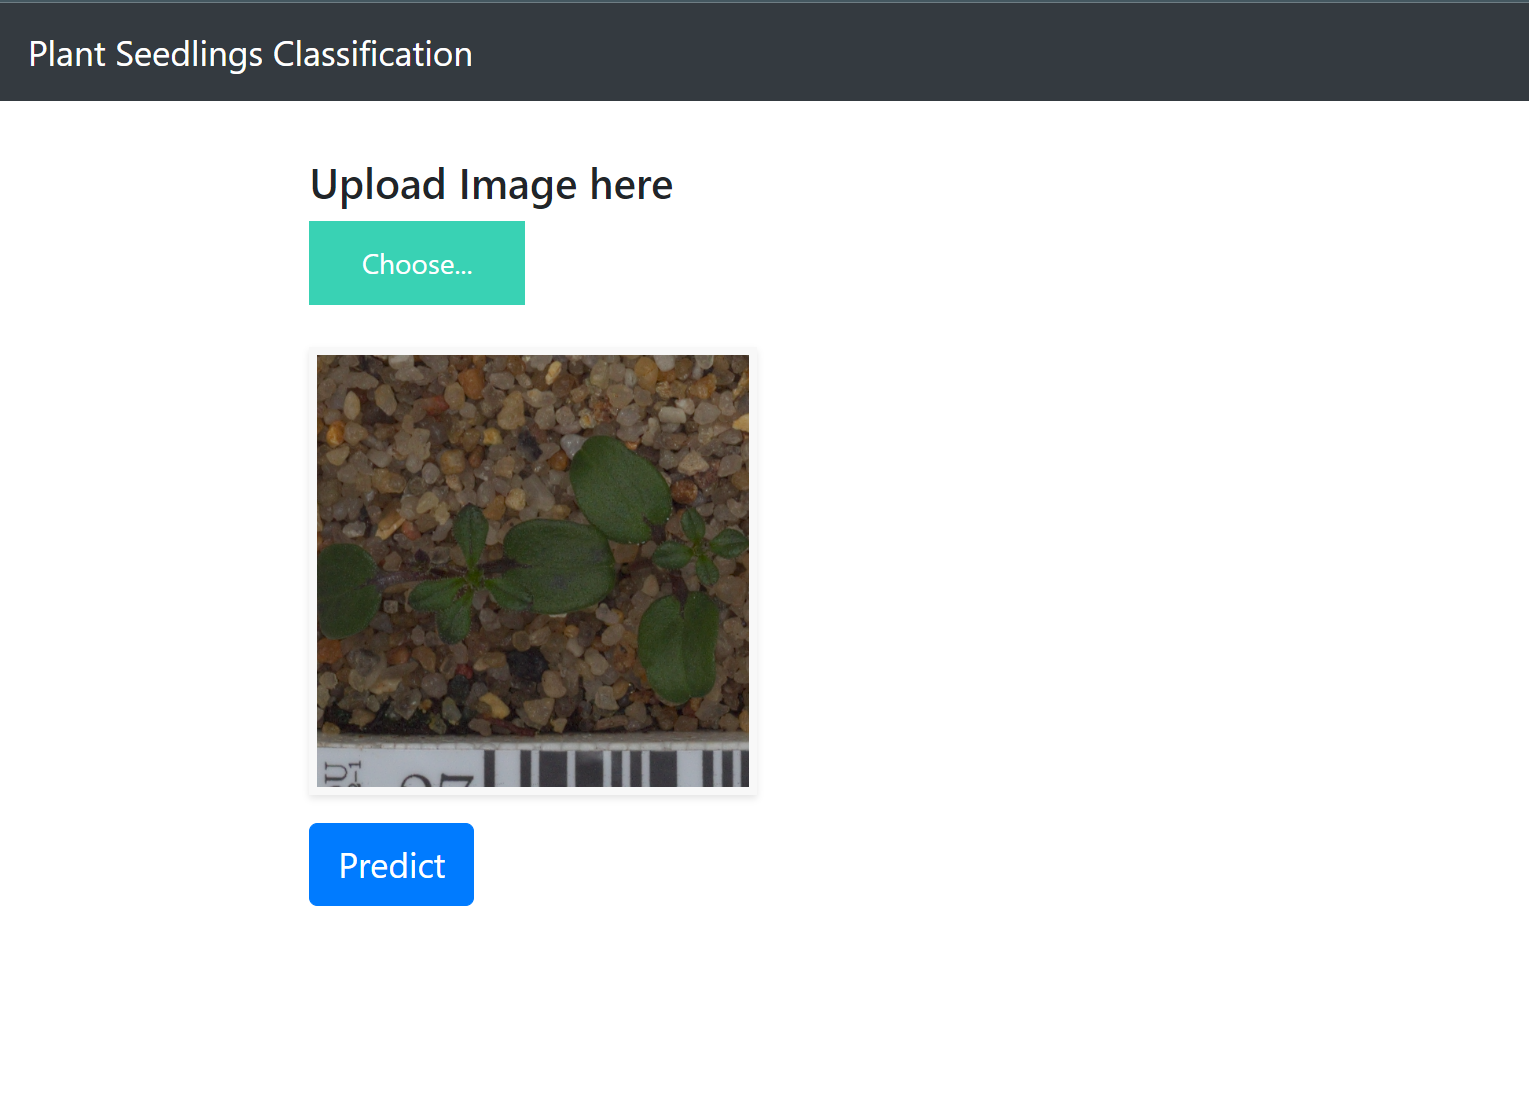 Plant Seedlings Classification
Upload Image here
Choose...
Predict